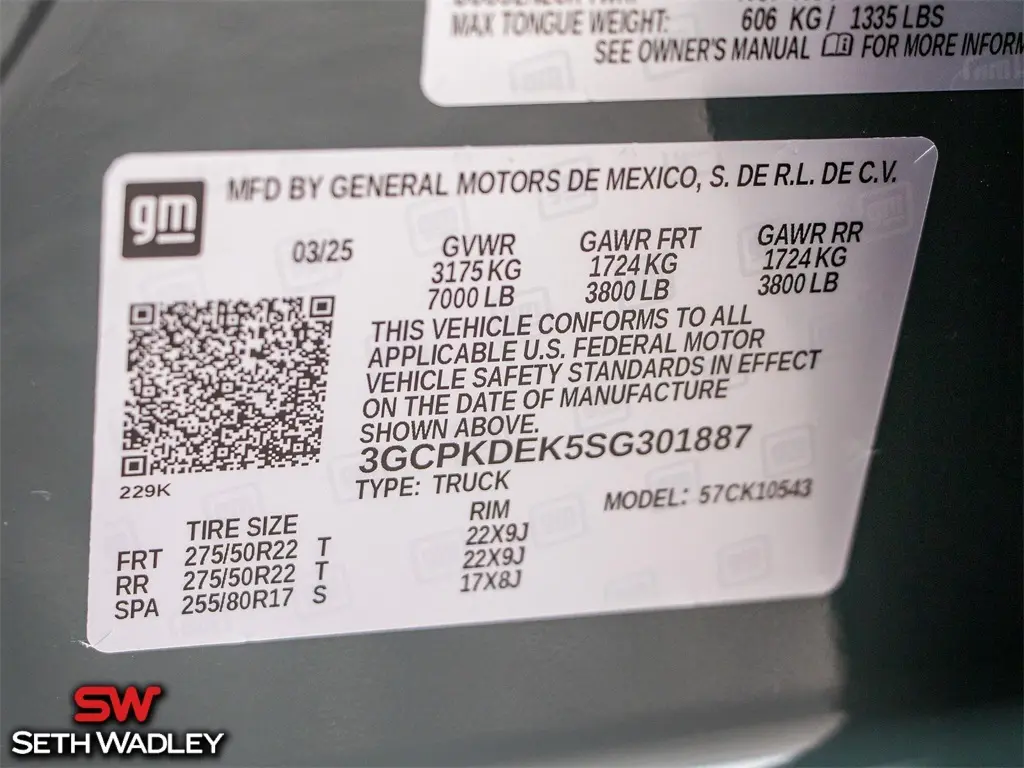 MAX TONGUE WEIGHT: 606 KG / 1335 LBS
SEE OWNER'S MANUAL FOR MORE
gm
MFD BY GENERAL MOTORS DE MEXICO, S. DE R.L. DE C.V.
03/25 GVWR GAWR FRT GAWR RR
3175 KG 1724 KG 1724 KG
7000 LB 3800 LB 3800 LB
THIS VEHICLE CONFORMS TO ALL
APPLICABLE U.S. FEDERAL MOTOR
VEHICLE SAFETY STANDARDS IN EFFECT
ON THE DATE OF MANUFACTURE
SHOWN ABOVE.
3GCPKDEK5SG301887
229K
TYPE: TRUCK
MODEL: 57CK10543
TIRE SIZE RIM
FRT 275/50R22 T 22X9J
RR 275/50R22 T 22X9J
SPA 255/80R17 S 17X8J
SW
SETH WADLEY